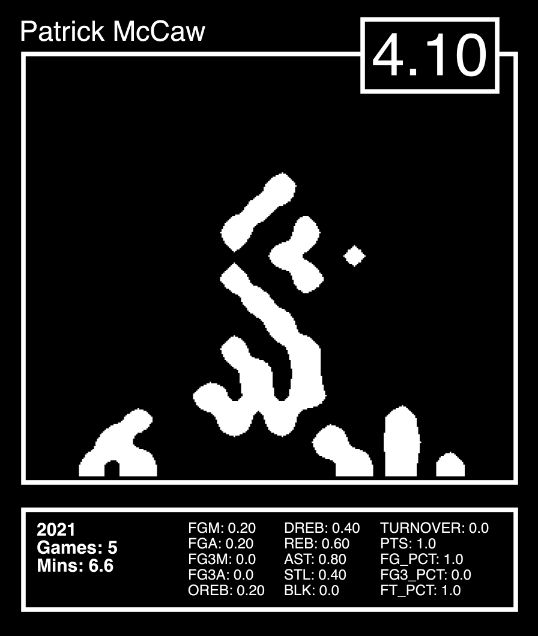 Patrick McCaw
4.10
2021
Games: 5
Mins: 6.6
FGM: 0.20
FGA: 0.20
FG3M: 0.0
FG3A: 0.0
OREB: 0.20
DREB: 0.40
REB: 0.60
AST: 0.80
STL: 0.40
BLK: 0.0
TURNOVER: 0.0
PTS: 1.0
FG_PCT: 1.0
FG3_PCT: 0.0
FT_PCT: 1.0